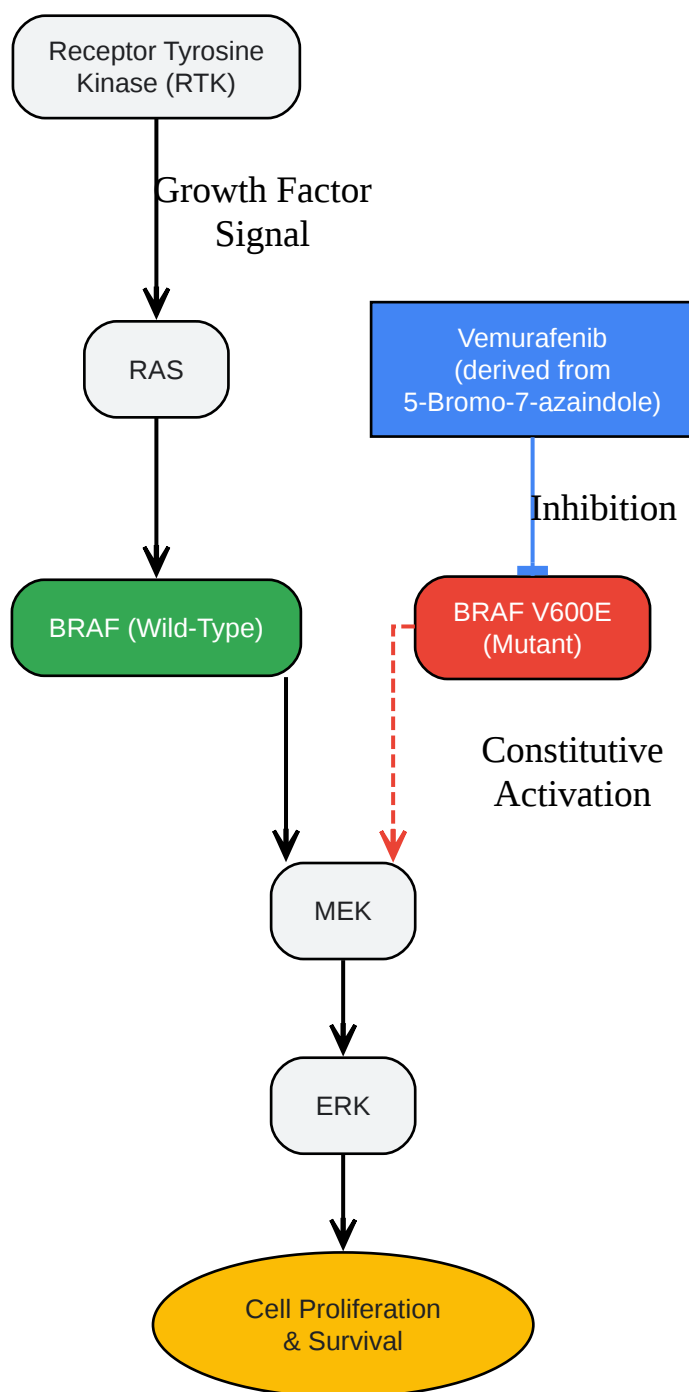 Receptor Tyrosine
Kinase (RTK)
Growth Factor
Signal
RAS
Vemurafenib
(derived from
5-Bromo-7-azaindole)
Inhibition
BRAF (Wild-Type)
BRAF V600E
(Mutant)
Constitutive
Activation
MEK
ERK
Cell Proliferation
& Survival